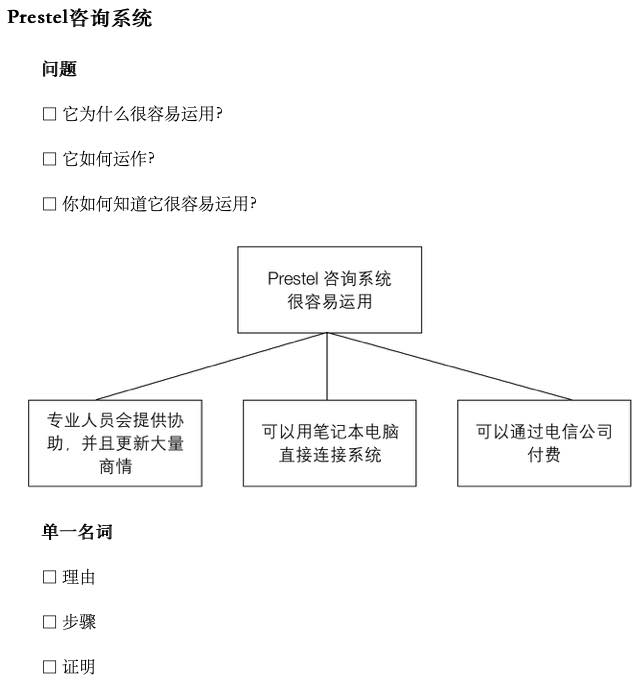 Prestel咨询系统
问题
□ 它为什么很容易运用?
□ 它如何运作?
□ 你如何知道它很容易运用?
Prestel 咨询系统
很容易运用
专业人员会提供协
助，并且更新大量
商情
可以用笔记本电脑
直接连接系统
可以通过电信公司
付费
单一名词
□ 理由
□ 步骤
□ 证明